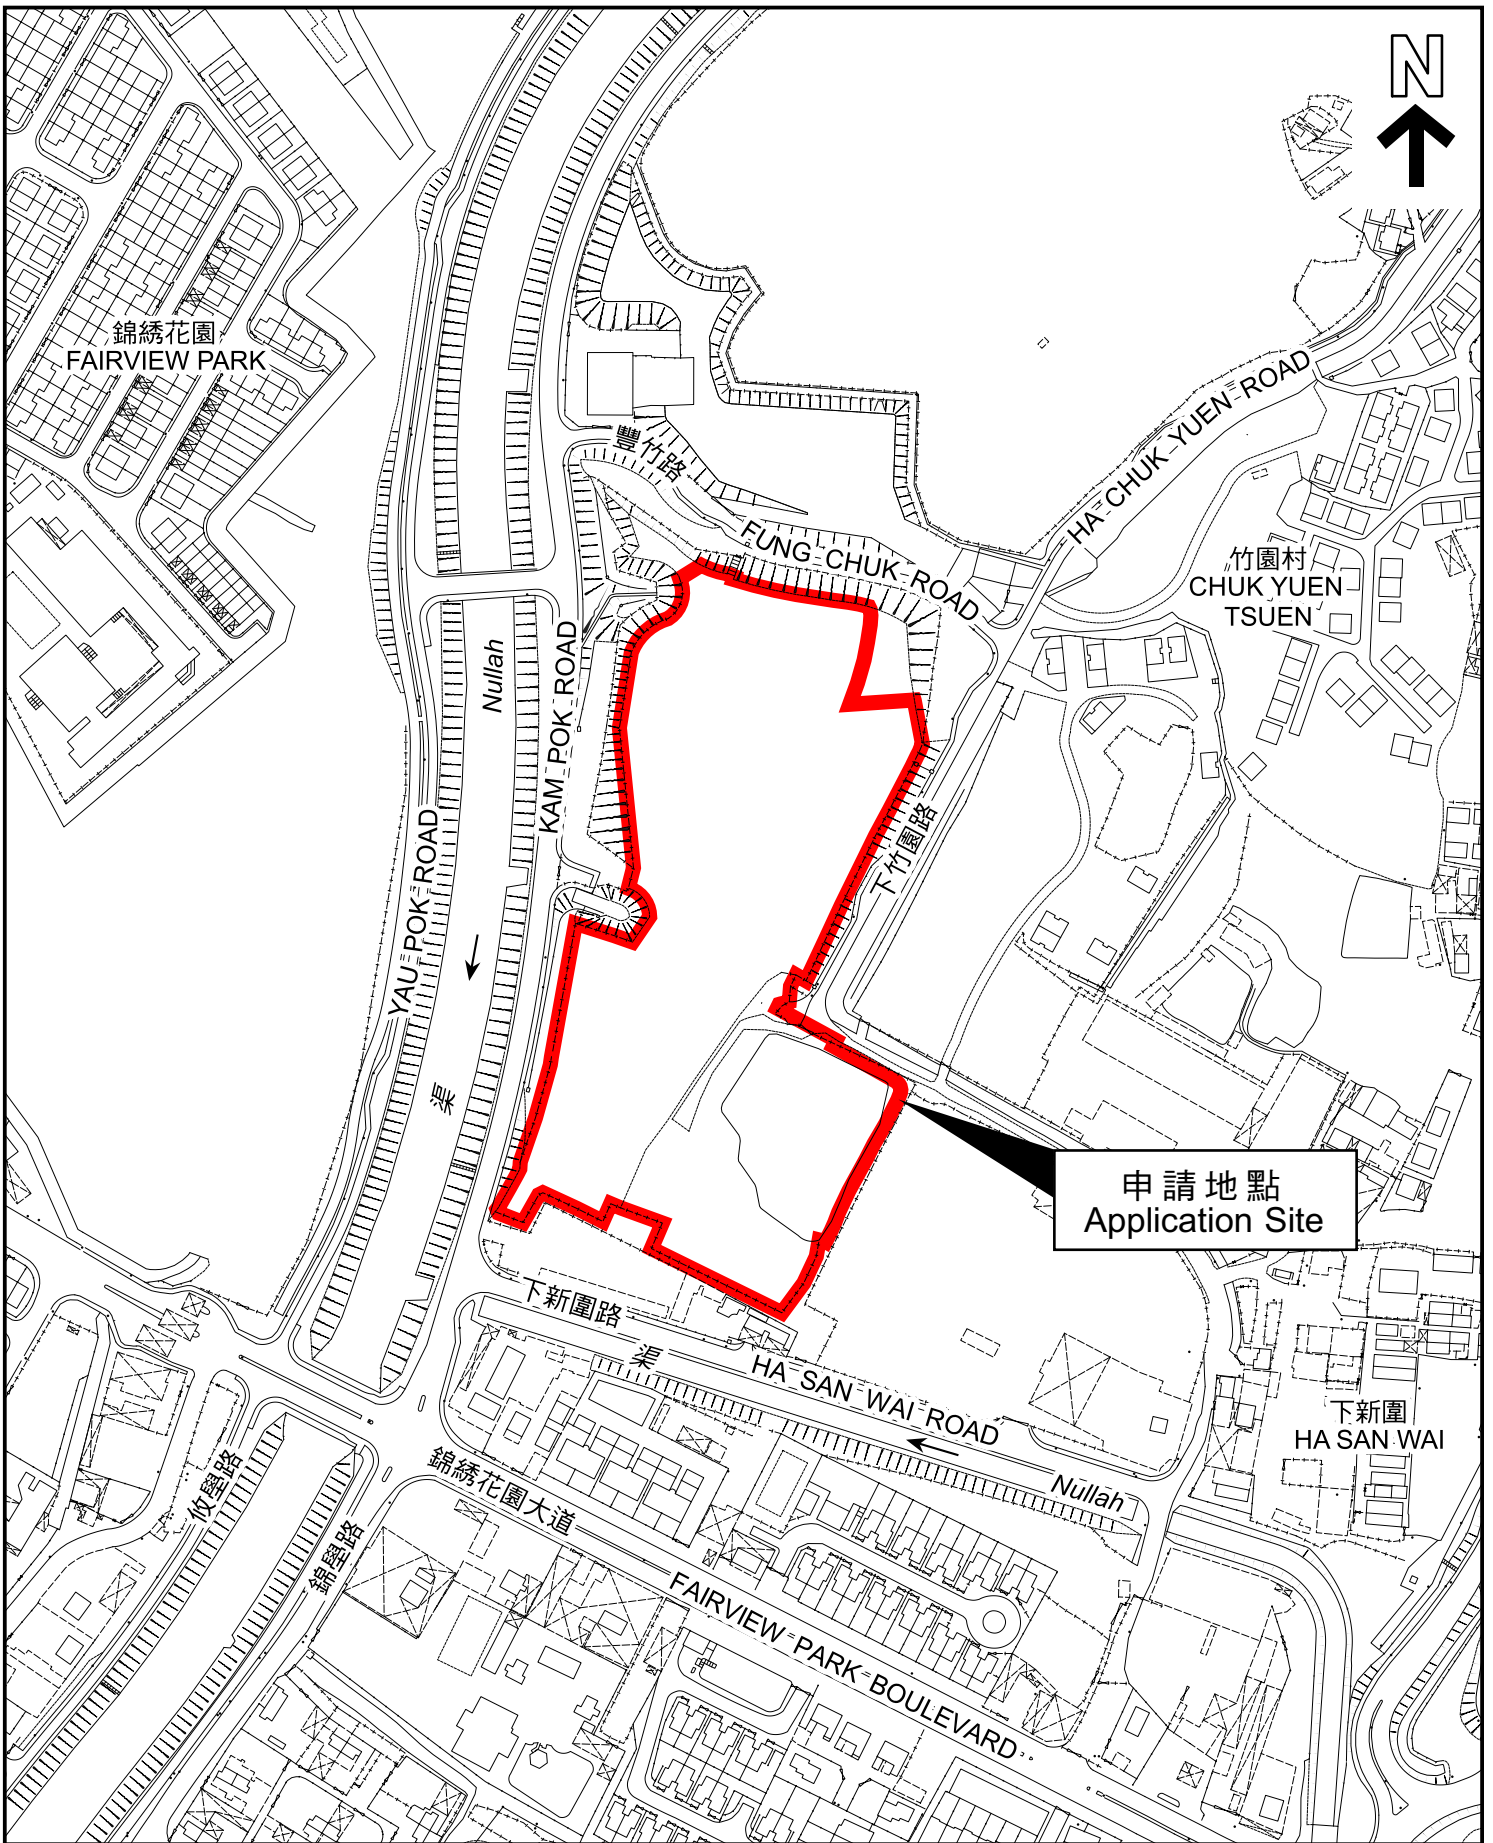 N
錦綉花園
FAIRVIEW PARK
豐竹路
FUNG CHUK ROAD
HA CHUK YUEN ROAD
竹園村
CHUK YUEN
TSUEN
Nullah
KAM POK ROAD
YAU POK ROAD
下竹園路
渠
申請地點
Application Site
下新圍路
渠
HA SAN WAI ROAD
下新圍
HA SAN WAI
Nullah
攸壆路
錦壆路
錦綉花園大道
FAIRVIEW PARK BOULEVARD